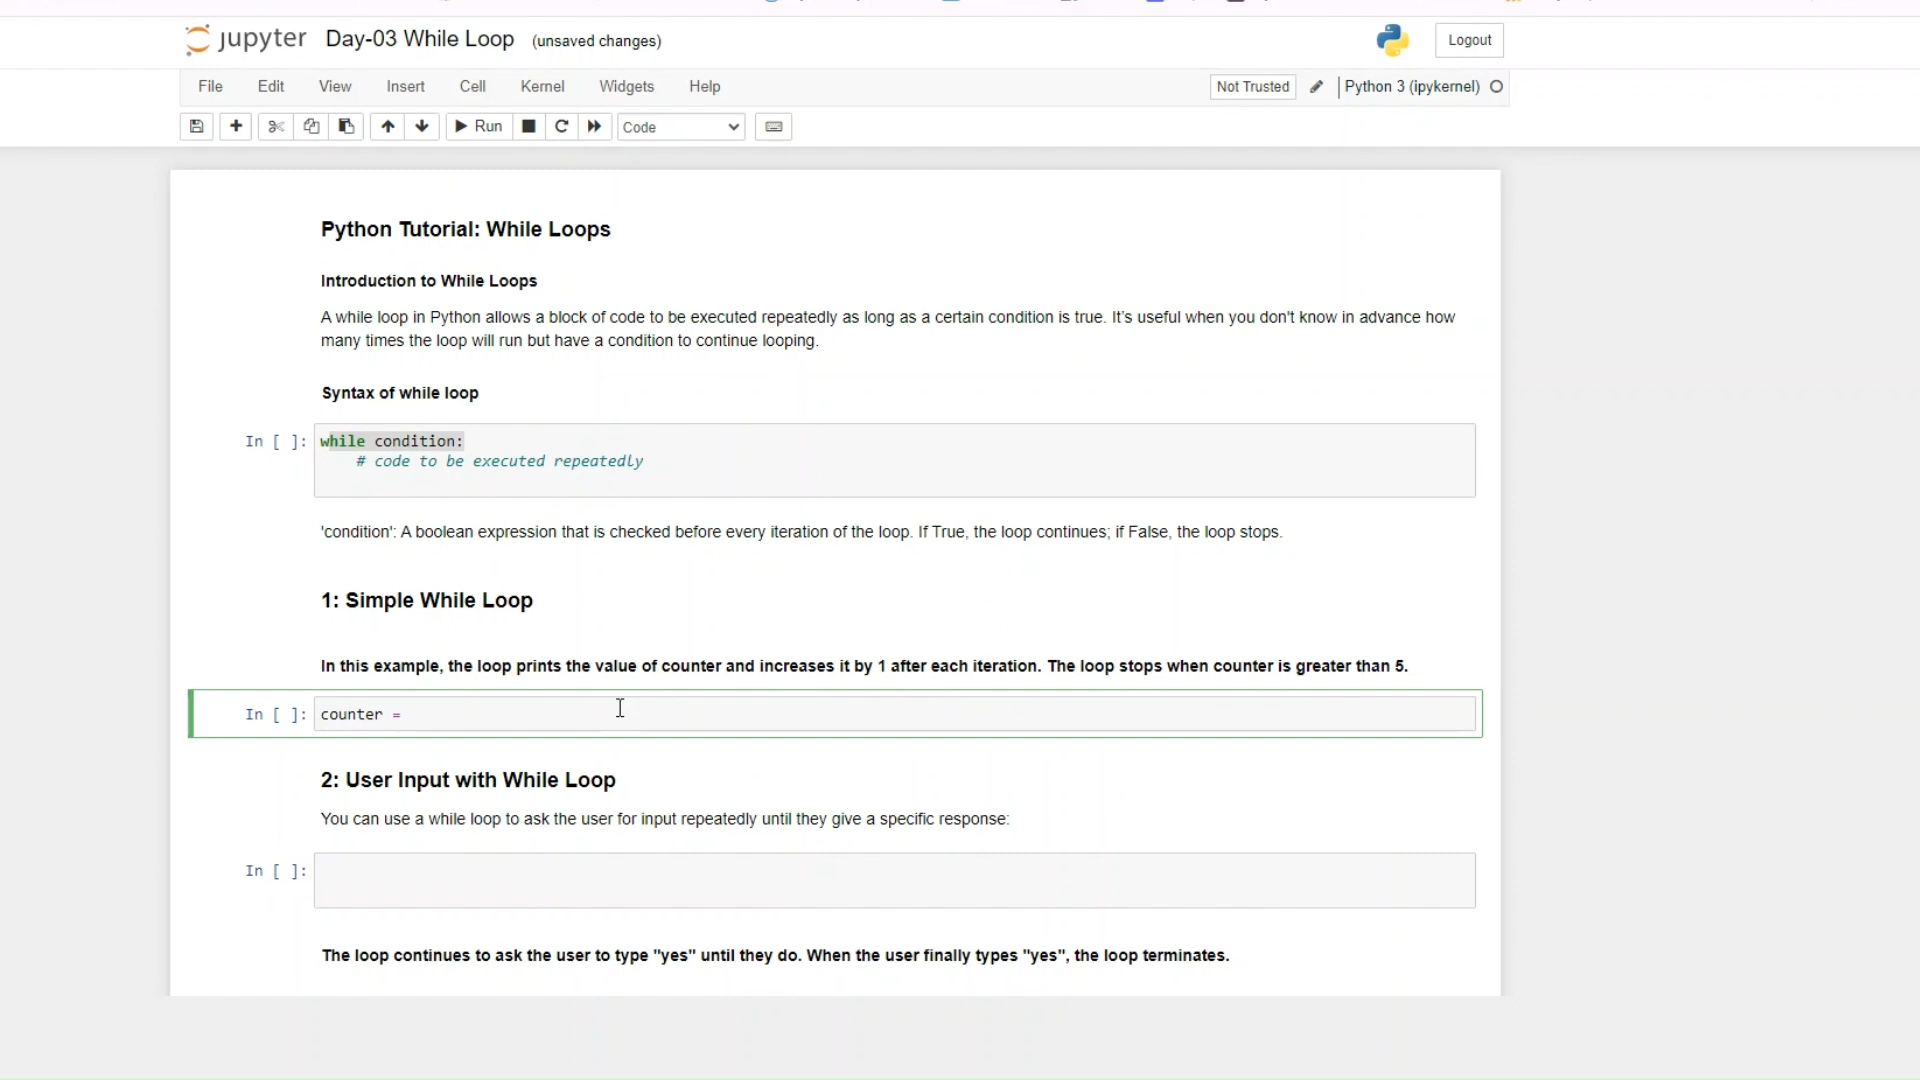 jupyter Day-03 While Loop (unsaved changes)
Logout
File Edit View Insert Cell Kernel Widgets Help
Not Trusted Python 3 (ipykernel)
Run Code
Python Tutorial: While Loops
Introduction to While Loops
A while loop in Python allows a block of code to be executed repeatedly as long as a certain condition is true. It's useful when you don't know in advance how
many times the loop will run but have a condition to continue looping.
Syntax of while loop
In [ ]: while condition:
# code to be executed repeatedly
'condition': A boolean expression that is checked before every iteration of the loop. If True, the loop continues; if False, the loop stops.
1: Simple While Loop
In this example, the loop prints the value of counter and increases it by 1 after each iteration. The loop stops when counter is greater than 5.
In [ ]: counter =
2: User Input with While Loop
You can use a while loop to ask the user for input repeatedly until they give a specific response:
In [ ]:
The loop continues to ask the user to type "yes" until they do. When the user finally types "yes", the loop terminates.